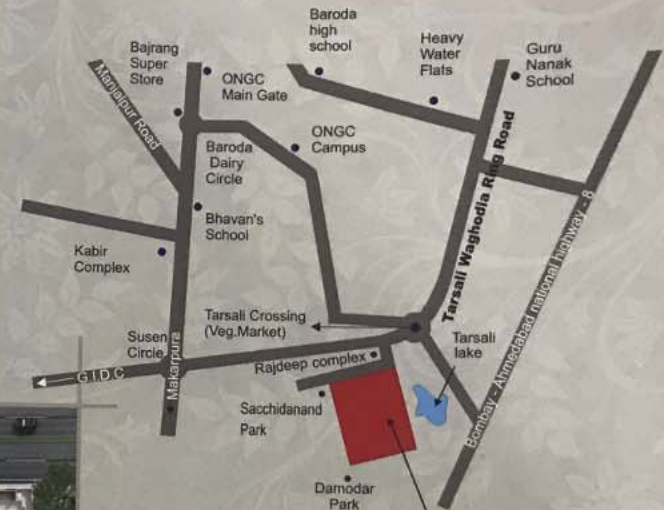 Baroda
high
school
Heavy
Water
Flats
Guru
Nanak
School
Bajrang
Super
Store
ONGC
Main Gate
Manjalpur Road
Baroda
Dairy
Circle
ONGC
Campus
Tarsali Waghodia Ring Road
Bhavan's
School
Kabir
Complex
Bombay - Ahmedabad national highway - 8
Tarsali Crossing
(Veg.Market)
Tarsali
lake
Susen
Circle
Makarpura
Rajdeep complex
G.I.D.C
Sacchidanand
Park
Damodar
Park